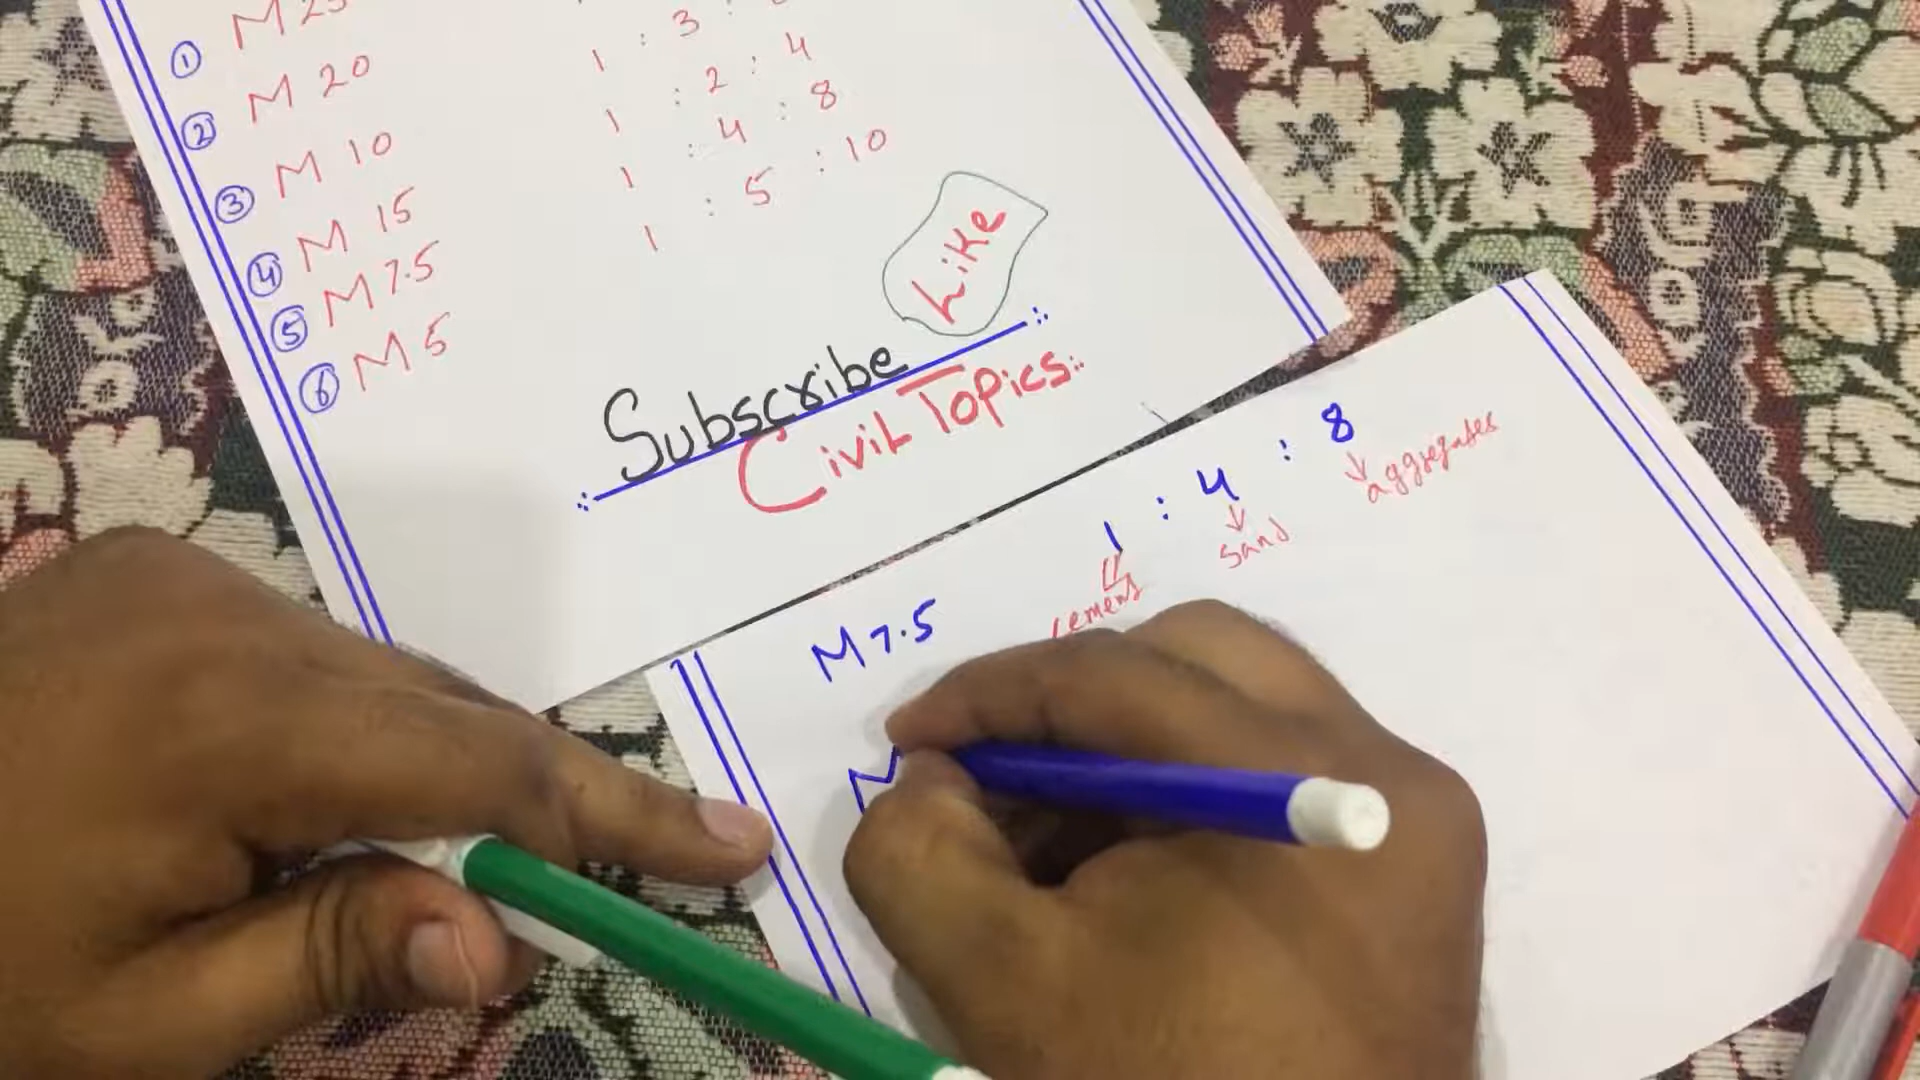 ① M 25
② M 20 1 : 3 :
③ M 10 1 : 2 : 4
④ M 15 1 : 4 : 8
⑤ M 7.5 1 : 5 : 10
⑥ M 5
Like
Subscribe
Civil Topics
M 7.5 1 : 4 : 8
cement sand aggregates
M